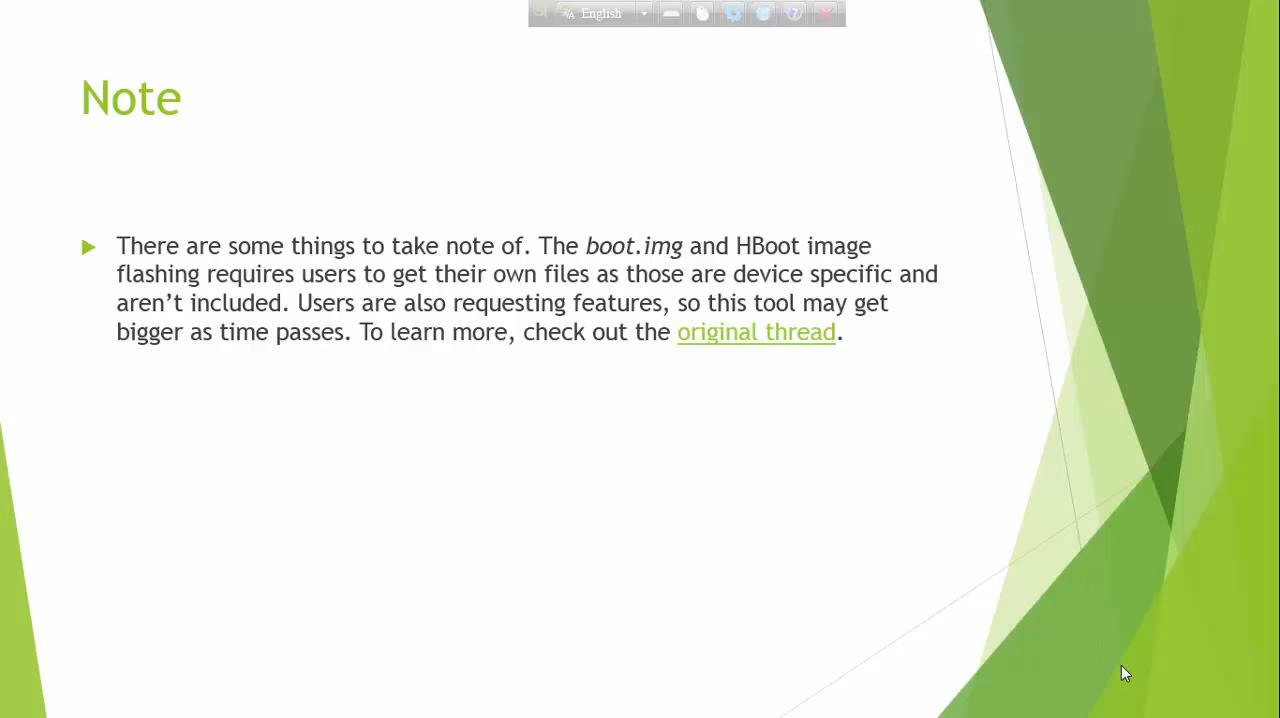 English
Note
There are some things to take note of. The boot.img and HBoot image
flashing requires users to get their own files as those are device specific and
aren’t included. Users are also requesting features, so this tool may get
bigger as time passes. To learn more, check out the original thread.